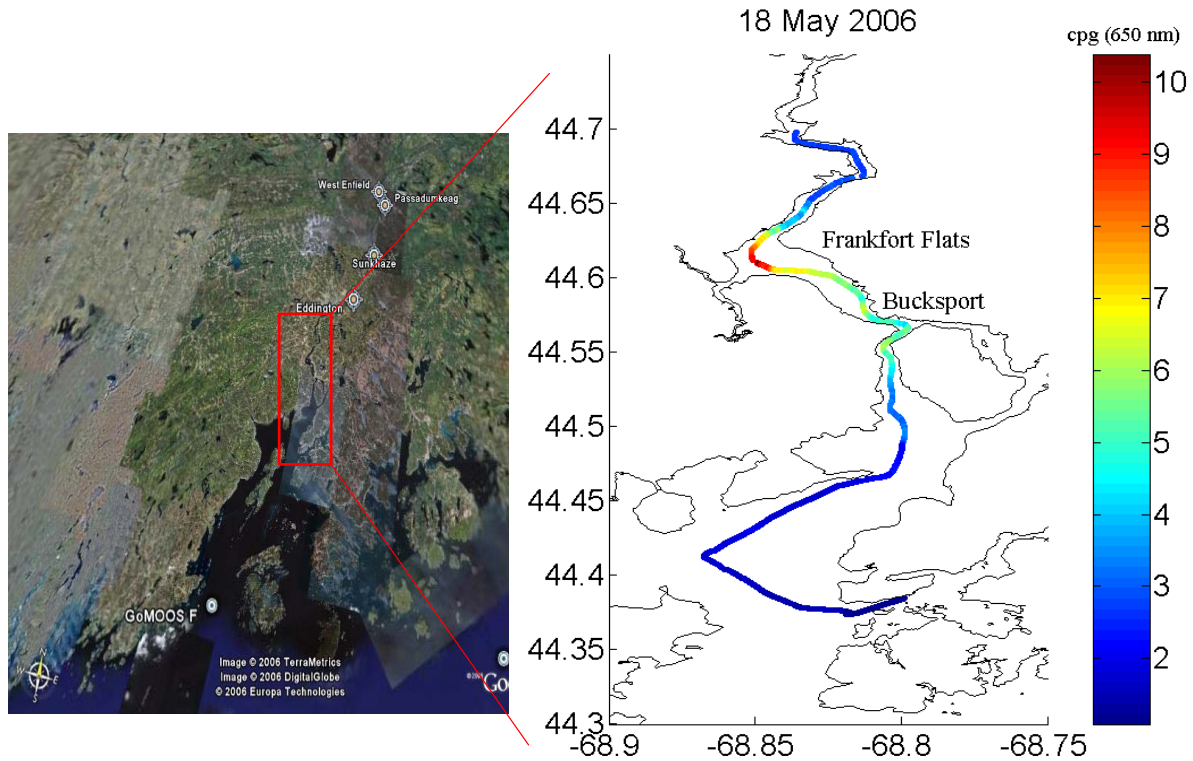 18 May 2006
cpg (650 nm)
West Enfield
Passadumkeag
Sunkhaze
Eddington
GoMOOS F
Image © 2006 TerraMetrics
Image © 2006 DigitalGlobe
© 2006 Europa Technologies
N
W
E
S
Go
44.7
44.65
44.6
44.55
44.5
44.45
44.4
44.35
44.3
-68.9
-68.85
-68.8
-68.75
Frankfort Flats
Bucksport
10
9
8
7
6
5
4
3
2